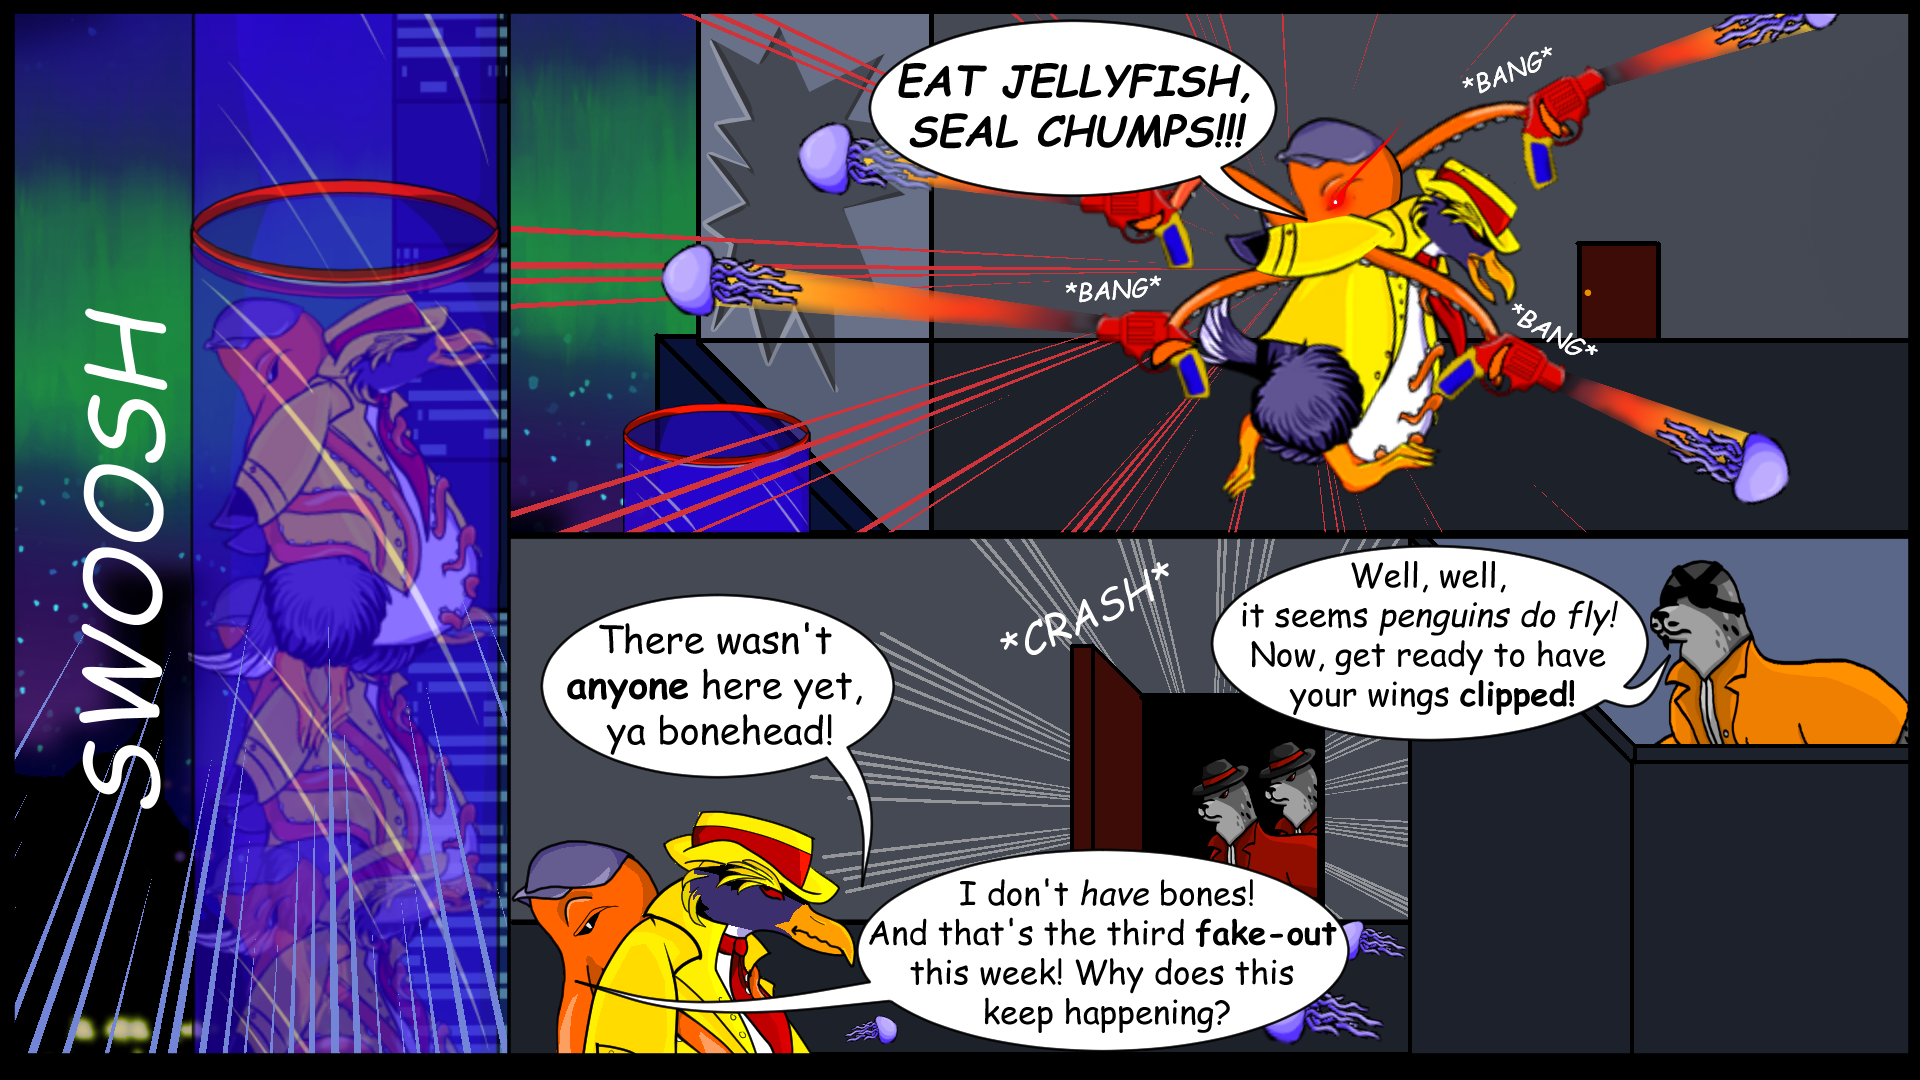 SWOOSH
EAT JELLYFISH,
SEAL CHUMPS!!!
*BANG*
*BANG*
*BANG*
There wasn't
anyone here yet,
ya bonehead!
*CRASH*
I don't have bones!
And that's the third fake-out
this week! Why does this
keep happening?
Well, well,
it seems penguins do fly!
Now, get ready to have
your wings clipped!